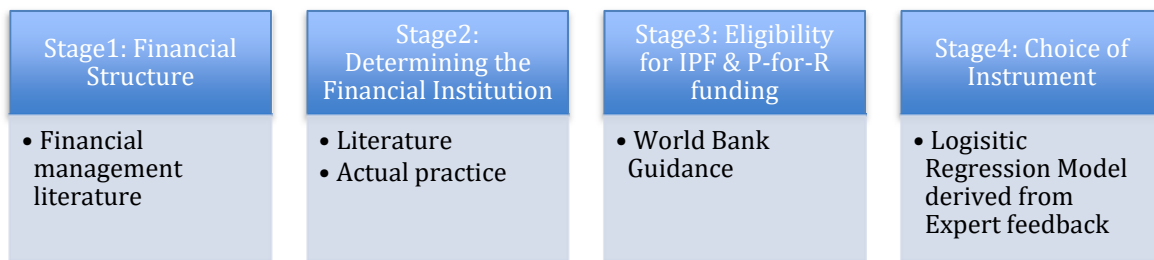 Stage1: Financial
Structure
• Financial
management
literature
Stage2:
Determining the
Financial Institution
• Literature
• Actual practice
Stage3: Eligibility
for IPF & P-for-R
funding
• World Bank
Guidance
Stage4: Choice of
Instrument
• Logisitic
Regression Model
derived from
Expert feedback